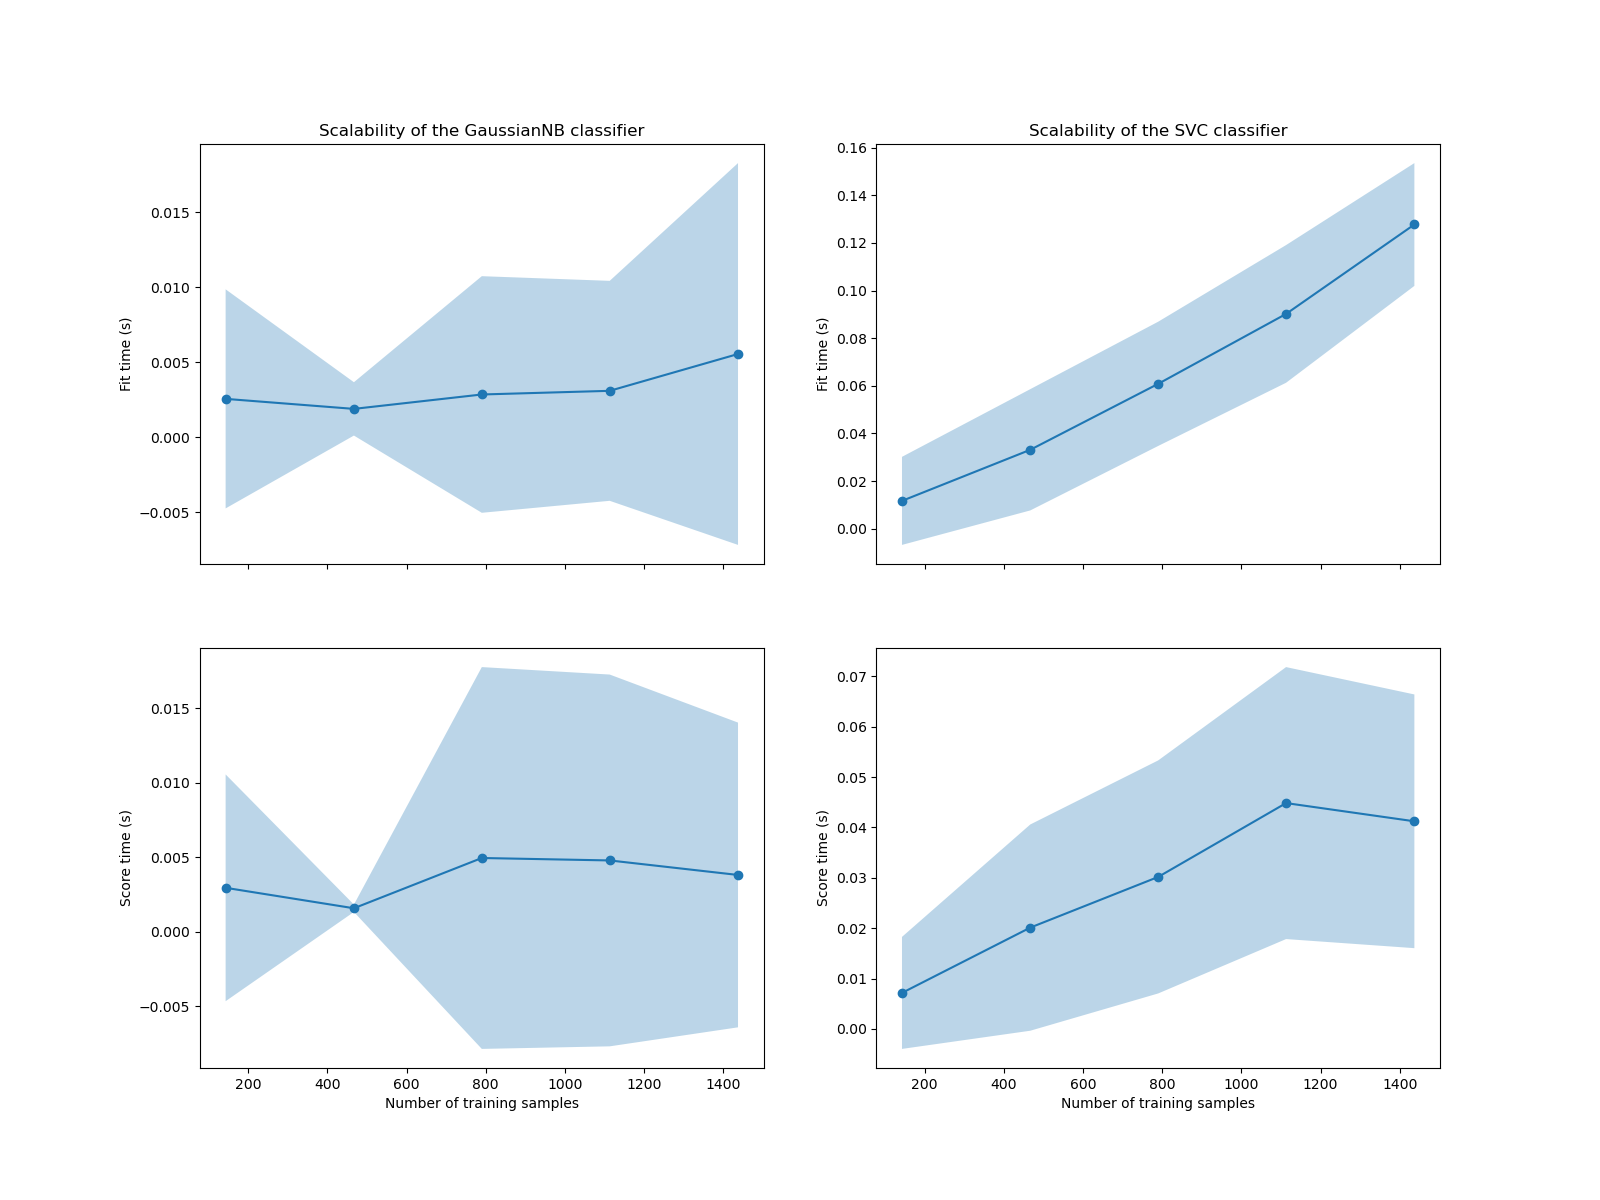 Scalability of the GaussianNB classifier
Fit time (s)
0.015
0.010
0.005
0.000
−0.005
Scalability of the SVC classifier
Fit time (s)
0.16
0.14
0.12
0.10
0.08
0.06
0.04
0.02
0.00
Score time (s)
0.015
0.010
0.005
0.000
−0.005
200 400 600 800 1000 1200 1400
Number of training samples
Score time (s)
0.07
0.06
0.05
0.04
0.03
0.02
0.01
0.00
200 400 600 800 1000 1200 1400
Number of training samples